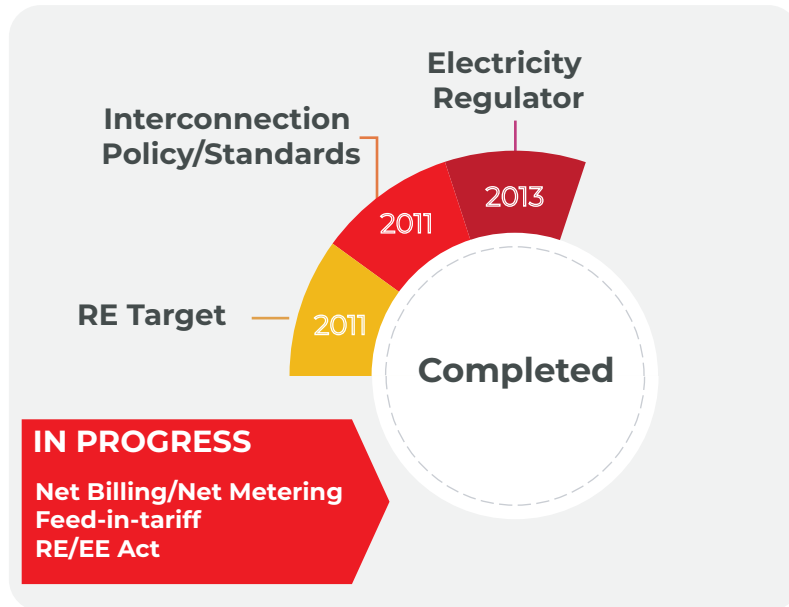 Electricity
Regulator
Interconnection
Policy/Standards
2013
2011
RE Target
2011
Completed
IN PROGRESS
Net Billing/Net Metering
Feed-in-tariff
RE/EE Act